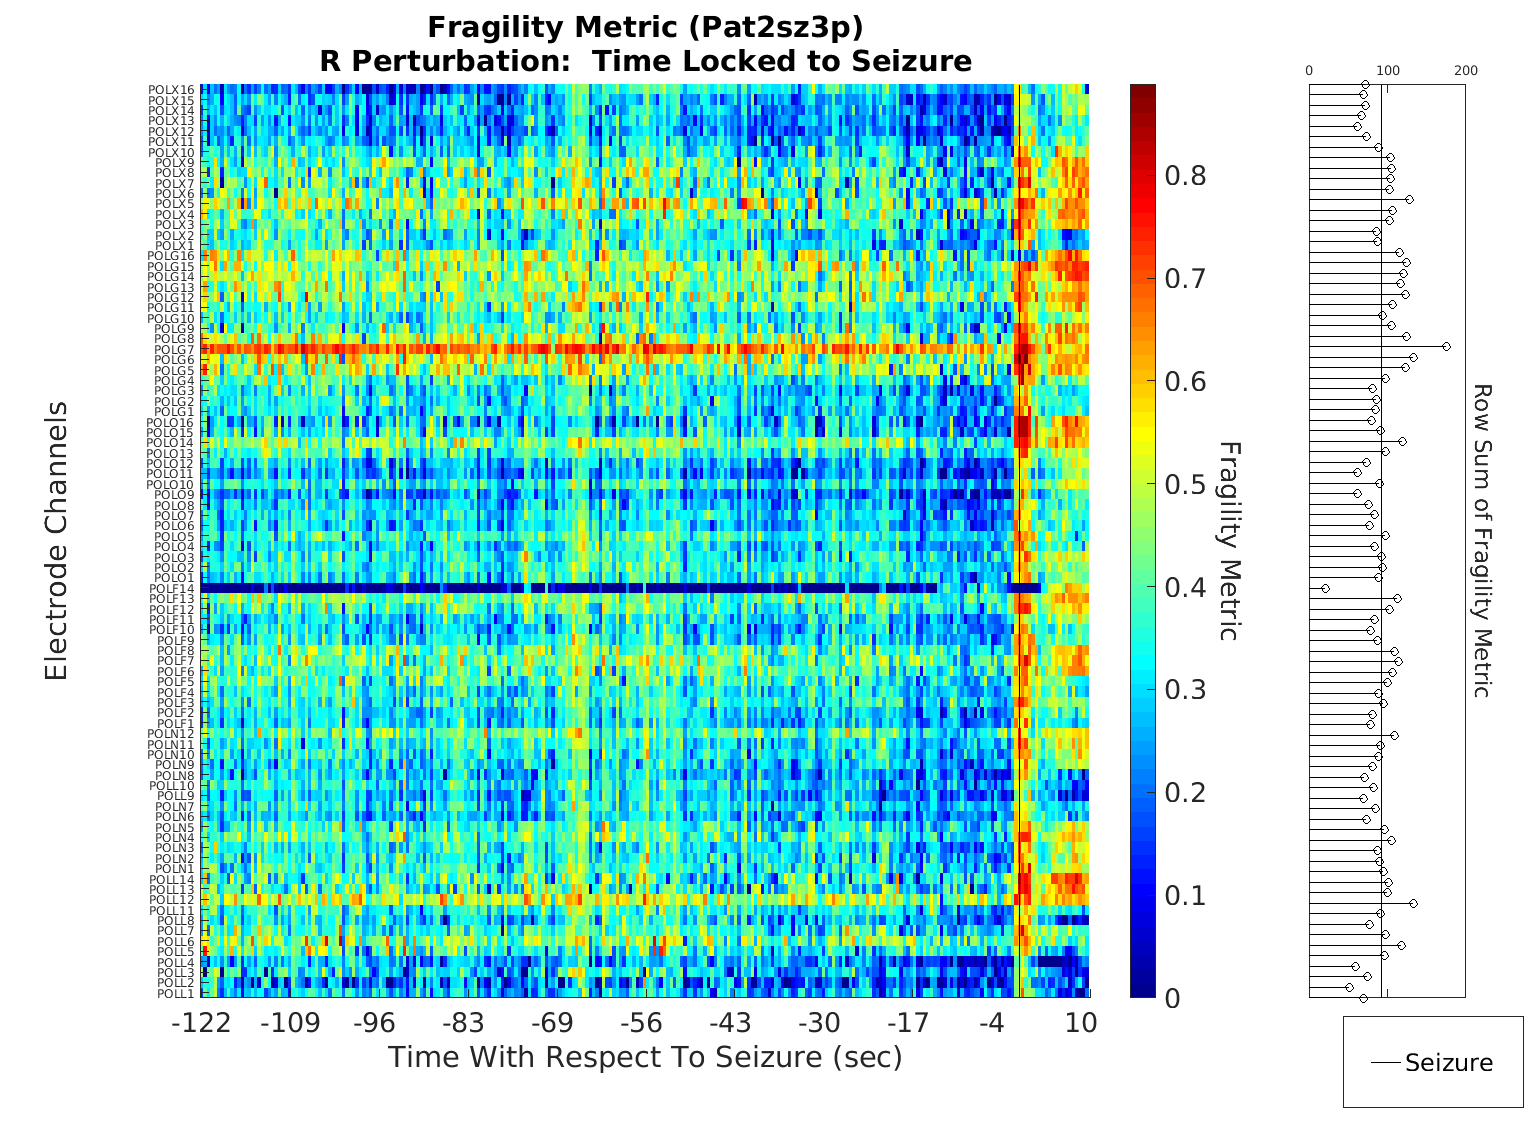 Fragility Metric (Pat2sz3p)
R Perturbation:  Time Locked to Seizure
0 100 200
POLX16
POLX15
POLX14
POLX13
POLX12
POLX11
POLX10
POLX9
POLX8
POLX7
POLX6
POLX5
POLX4
POLX3
POLX2
POLX1
POLG16
POLG15
POLG14
POLG13
POLG12
POLG11
POLG10
POLG9
POLG8
POLG7
POLG6
POLG5
POLG4
POLG3
POLG2
POLG1
POLO16
POLO15
POLO14
POLO13
POLO12
POLO11
POLO10
POLO9
POLO8
POLO7
POLO6
POLO5
POLO4
POLO3
POLO2
POLO1
POLF14
POLF13
POLF12
POLF11
POLF10
POLF9
POLF8
POLF7
POLF6
POLF5
POLF4
POLF3
POLF2
POLF1
POLN12
POLN11
POLN10
POLN9
POLN8
POLL10
POLL9
POLN7
POLN6
POLN5
POLN4
POLN3
POLN2
POLN1
POLL14
POLL13
POLL12
POLL11
POLL8
POLL7
POLL6
POLL5
POLL4
POLL3
POLL2
POLL1
Electrode Channels
-122 -109 -96 -83 -69 -56 -43 -30 -17 -4 10
Time With Respect To Seizure (sec)
0.8
0.7
0.6
0.5
0.4
0.3
0.2
0.1
0
Fragility Metric
Row Sum of Fragility Metric
Seizure